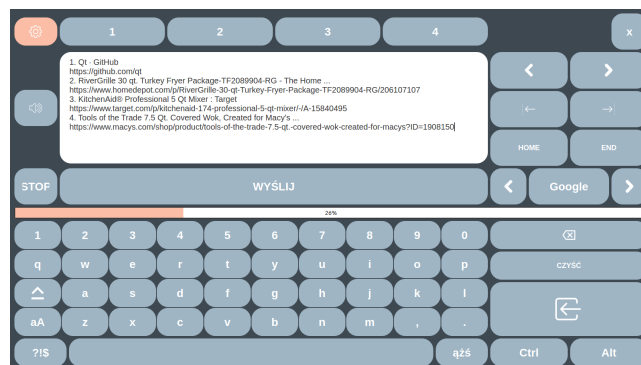 1
2
3
4
x
1. Qt - GitHub
https://github.com/qt
2. RiverGrille 30 qt. Turkey Fryer Package-TF2089904-RG - The Home ...
https://www.homedepot.com/p/RiverGrille-30-qt-Turkey-Fryer-Package-TF2089904-RG/206107107
3. KitchenAid® Professional 5 Qt Mixer : Target
https://www.target.com/p/kitchenaid-174-professional-5-qt-mixer/-/A-15840495
4. Tools of the Trade 7.5 Qt. Covered Wok, Created for Macy's ...
https://www.macys.com/shop/product/tools-of-the-trade-7.5-qt.-covered-wok-created-for-macys?ID=1908150
HOME END
STOP WYŚLIJ Google
26%
1 2 3 4 5 6 7 8 9 0
q w e r t y u i o p CZYŚĆ
a s d f g h j k l
aA z x c v b n m , .
?!$ ąźś Ctrl Alt